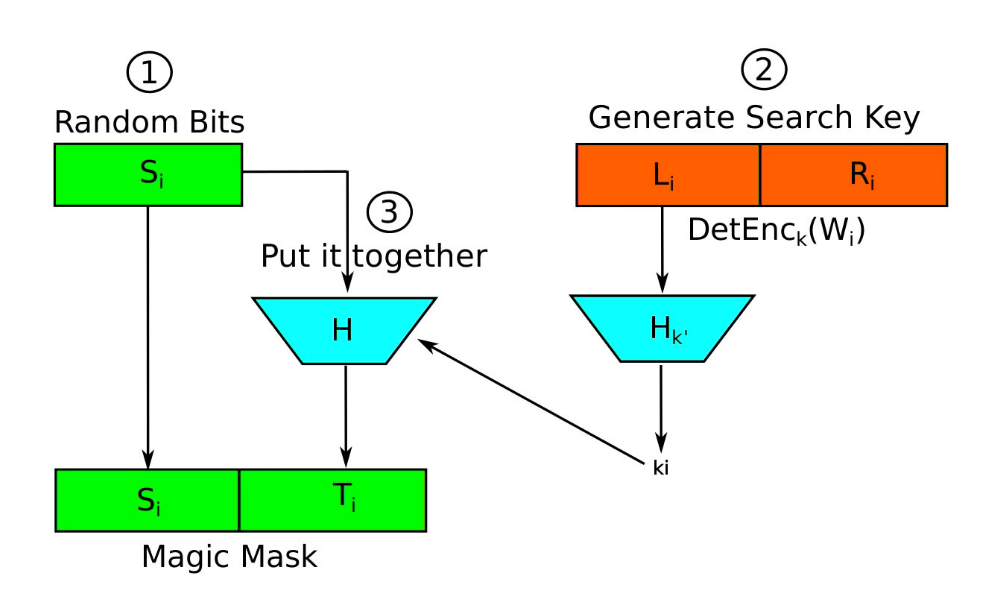 1
Random Bits
Si
2
Generate Search Key
Li
Ri
DetEnck(Wi)
3
Put it together
H
Hk'
ki
Si
Ti
Magic Mask